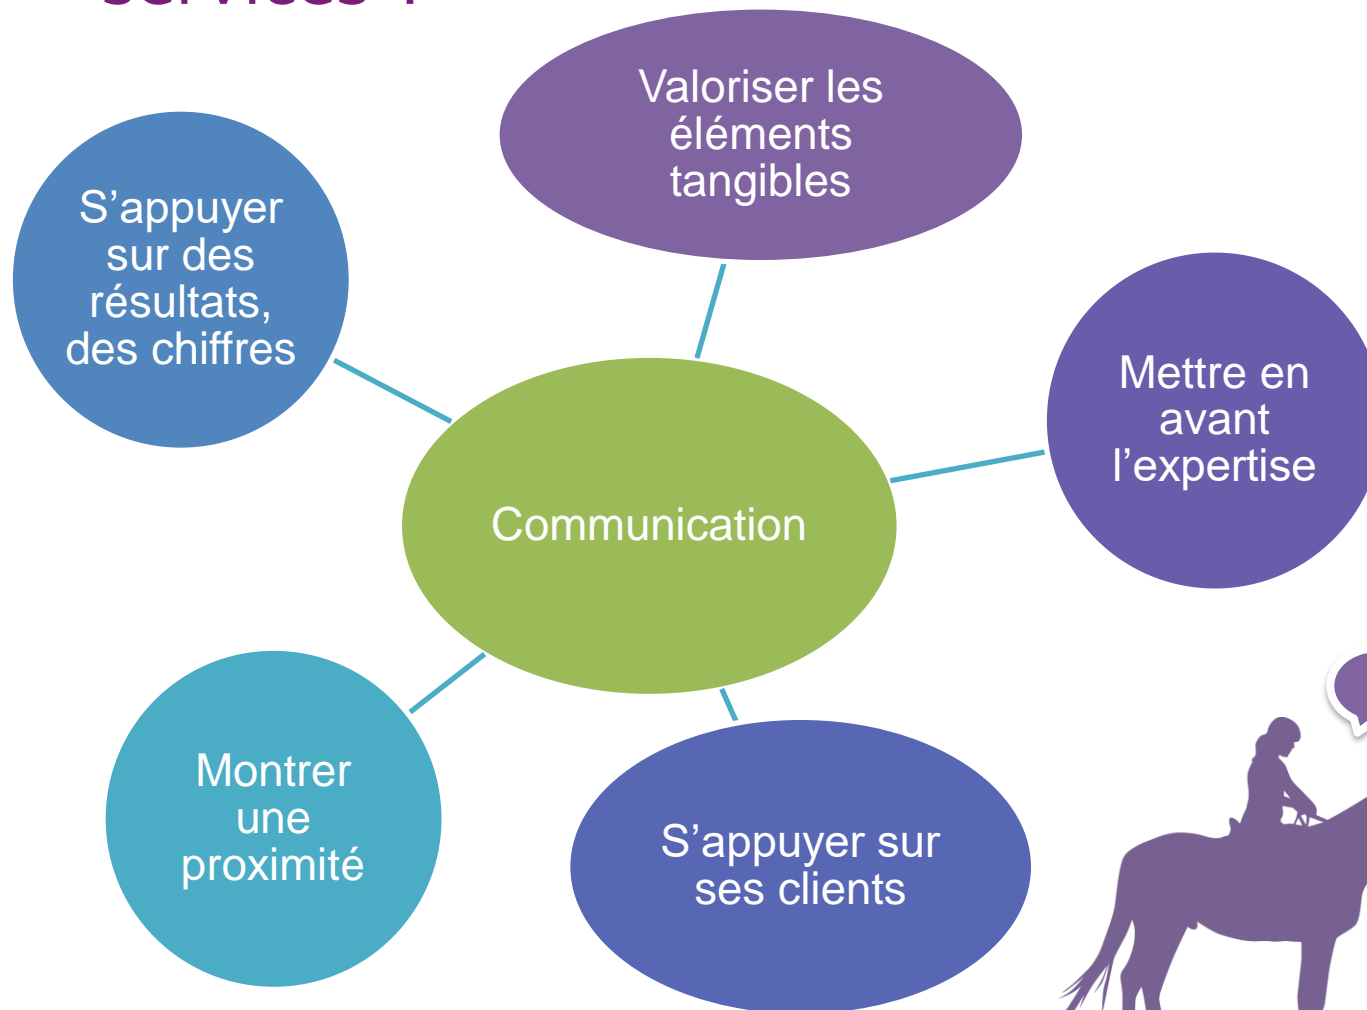 services ?
Valoriser les
éléments
tangibles
S’appuyer
sur des
résultats,
des chiffres
Mettre en
avant
l’expertise
Communication
Montrer
une
proximité
S’appuyer sur
ses clients